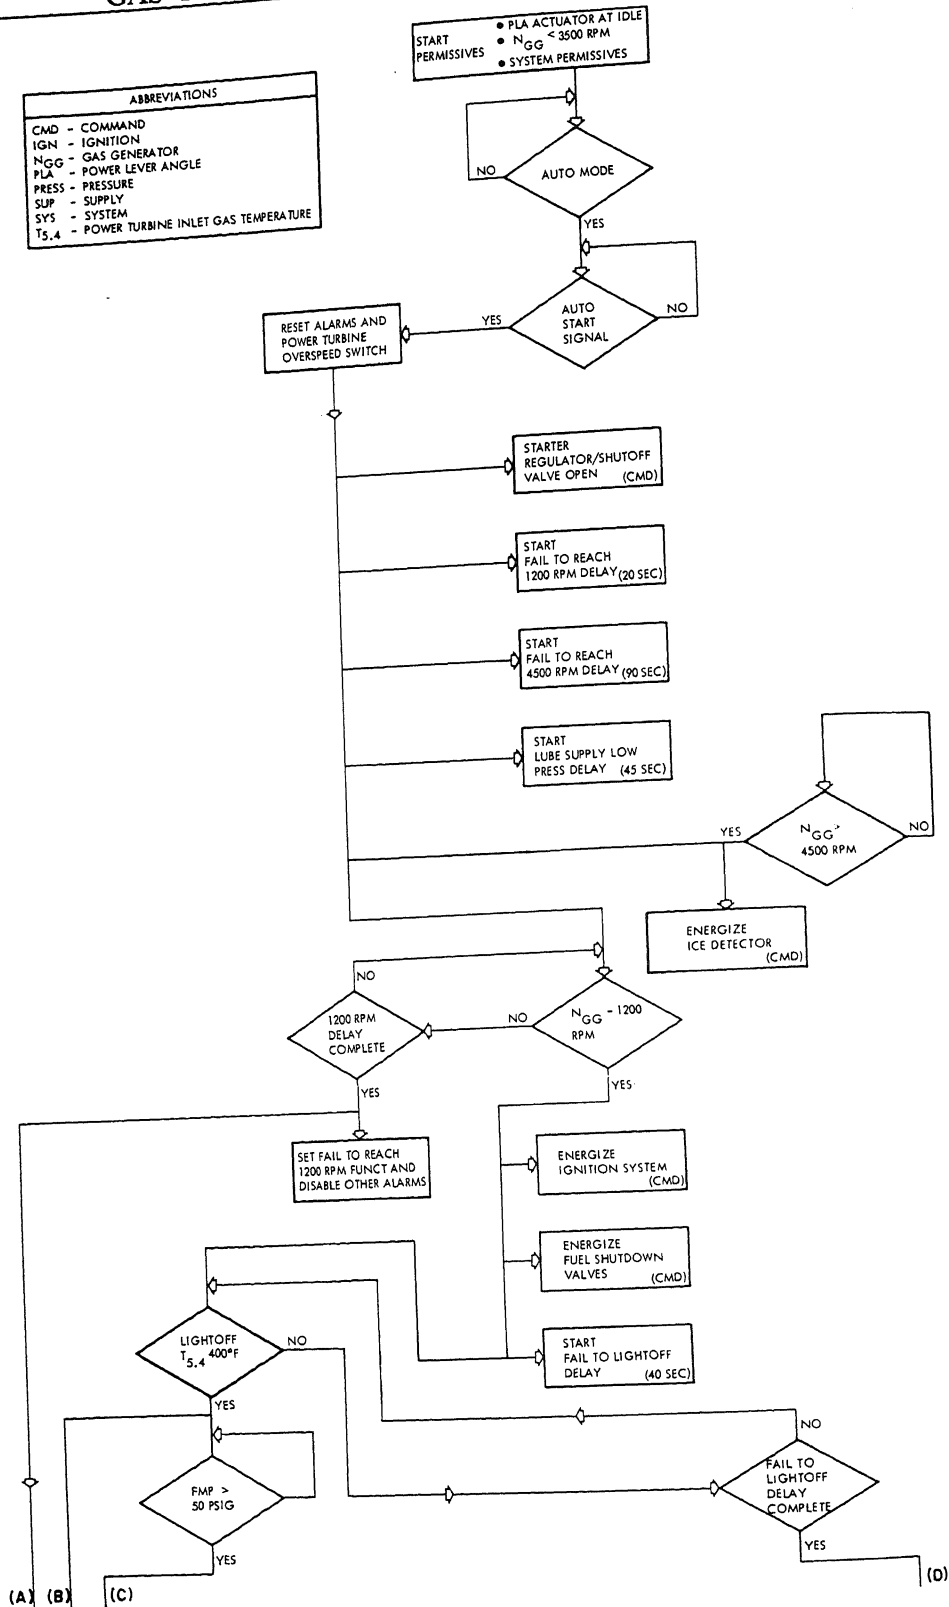 START
PERMISSIVES
• PLA ACTUATOR AT IDLE
• NGG < 3500 RPM
• SYSTEM PERMISSIVES
ABBREVIATIONS
CMD - COMMAND
IGN - IGNITION
NGG - GAS GENERATOR
PLA - POWER LEVER ANGLE
PRESS - PRESSURE
SUP - SUPPLY
SYS - SYSTEM
T5.4 - POWER TURBINE INLET GAS TEMPERATURE
AUTO MODE
NO
YES
AUTO
START
SIGNAL
NO
YES
RESET ALARMS AND
POWER TURBINE
OVERSPEED SWITCH
STARTER
REGULATOR/SHUTOFF
VALVE OPEN (CMD)
START
FAIL TO REACH
1200 RPM DELAY (20 SEC)
START
FAIL TO REACH
4500 RPM DELAY (90 SEC)
START
LUBE SUPPLY LOW
PRESS DELAY (45 SEC)
YES
NGG >
4500 RPM
NO
ENERGIZE
ICE DETECTOR
(CMD)
NO
1200 RPM
DELAY
COMPLETE
NO
NGG - 1200
RPM
YES
YES
SET FAIL TO REACH
1200 RPM FUNCT AND
DISABLE OTHER ALARMS
ENERGIZE
IGNITION SYSTEM
(CMD)
ENERGIZE
FUEL SHUTDOWN
VALVES (CMD)
START
FAIL TO LIGHTOFF
DELAY (40 SEC)
LIGHTOFF
T5.4 400°F
NO
YES
FMP >
50 PSIG
YES
NO
FAIL TO
LIGHTOFF
DELAY
COMPLETE
YES
(A) (B) (C) (D)